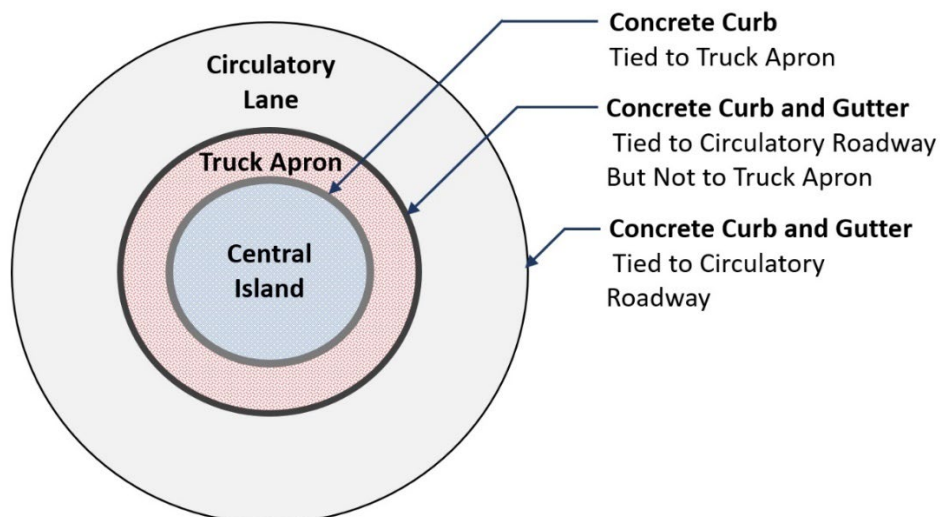 Circulatory
Lane
Truck Apron
Central
Island
Concrete Curb
Tied to Truck Apron
Concrete Curb and Gutter
Tied to Circulatory Roadway
But Not to Truck Apron
Concrete Curb and Gutter
Tied to Circulatory
Roadway